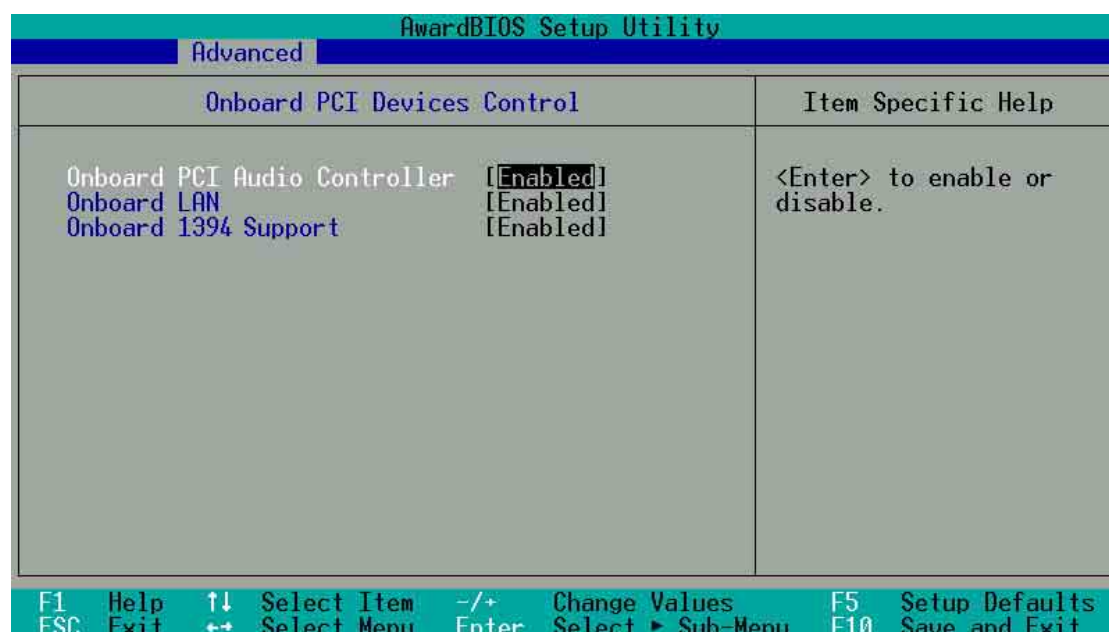 AwardBIOS Setup Utility
Advanced
Onboard PCI Devices Control
Item Specific Help
Onboard PCI Audio Controller [Enabled]
Onboard LAN [Enabled]
Onboard 1394 Support [Enabled]
<Enter> to enable or
disable.
F1 Help ↑↓ Select Item -/+ Change Values F5 Setup Defaults
ESC Exit ←→ Select Menu Enter Select ► Sub-Menu F10 Save and Exit